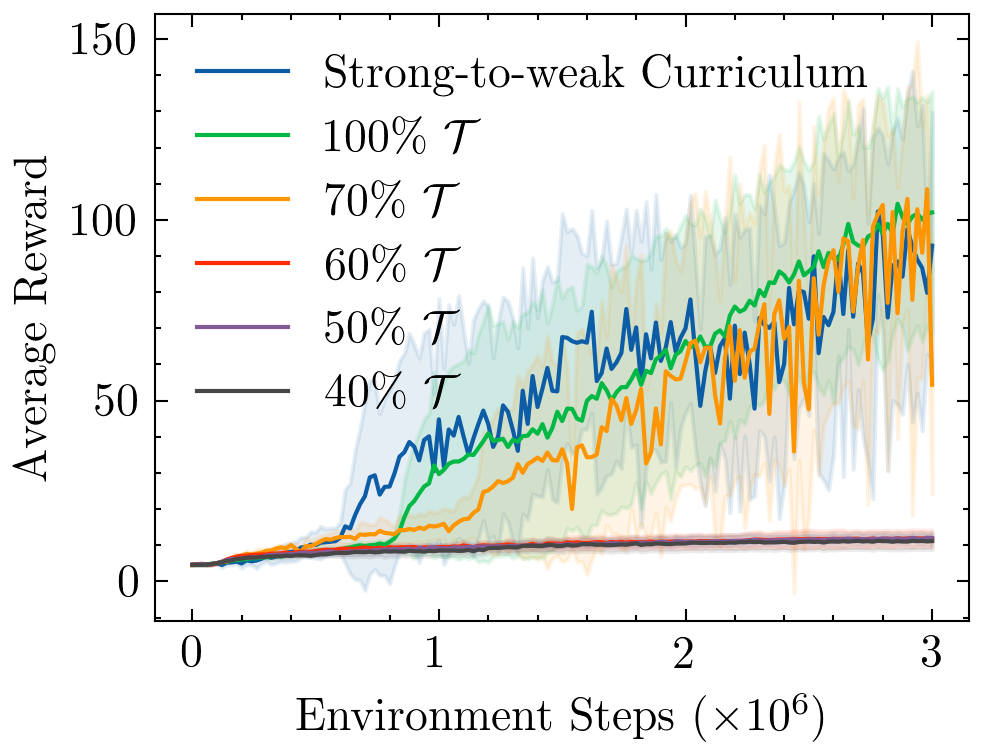 150
100
50
0
Average Reward
Strong-to-weak Curriculum
100% 𝒯
70% 𝒯
60% 𝒯
50% 𝒯
40% 𝒯
0 1 2 3
Environment Steps (×10⁶)